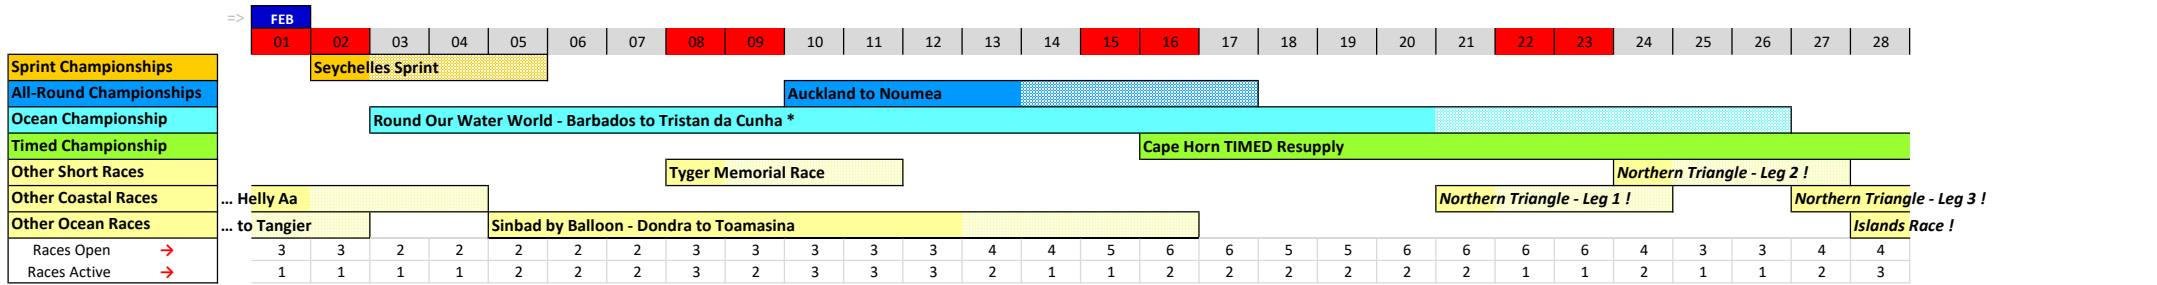 => FEB
01 02 03 04 05 06 07 08 09 10 11 12 13 14 15 16 17 18 19 20 21 22 23 24 25 26 27 28
Sprint Championships Seychelles Sprint
All-Round Championships Auckland to Noumea
Ocean Championship Round Our Water World - Barbados to Tristan da Cunha *
Timed Championship Cape Horn TIMED Resupply
Other Short Races Tyger Memorial Race Northern Triangle - Leg 2 !
Other Coastal Races ... Helly Aa Northern Triangle - Leg 1 ! Northern Triangle - Leg 3 !
Other Ocean Races ... to Tangier Sinbad by Balloon - Dondra to Toamasina Islands Race !
Races Open → 3 3 2 2 2 2 2 3 3 3 3 3 4 4 5 6 6 5 5 6 6 6 6 4 3 3 4 4
Races Active → 1 1 1 1 2 2 2 3 2 3 3 3 2 1 1 2 2 2 2 2 2 1 1 2 1 1 2 3